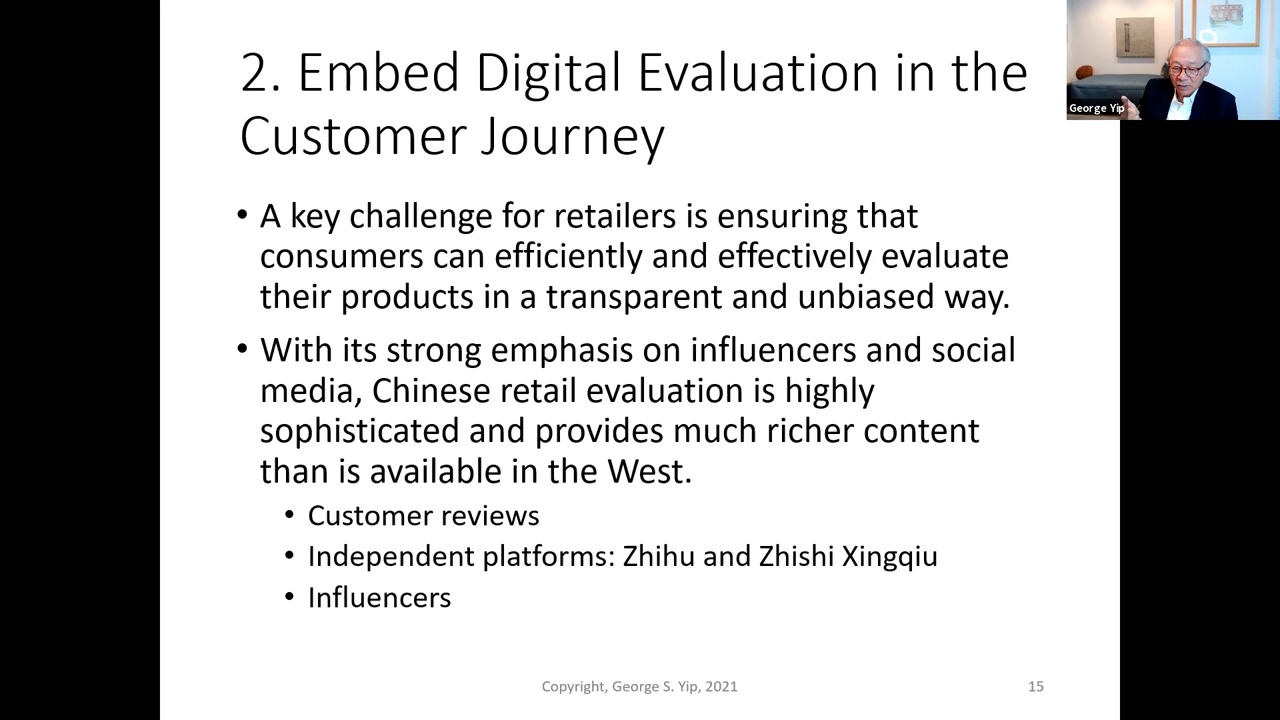 2. Embed Digital Evaluation in the
Customer Journey
George Yip
• A key challenge for retailers is ensuring that
consumers can efficiently and effectively evaluate
their products in a transparent and unbiased way.
• With its strong emphasis on influencers and social
media, Chinese retail evaluation is highly
sophisticated and provides much richer content
than is available in the West.
• Customer reviews
• Independent platforms: Zhihu and Zhishi Xingqiu
• Influencers
Copyright, George S. Yip, 2021
15